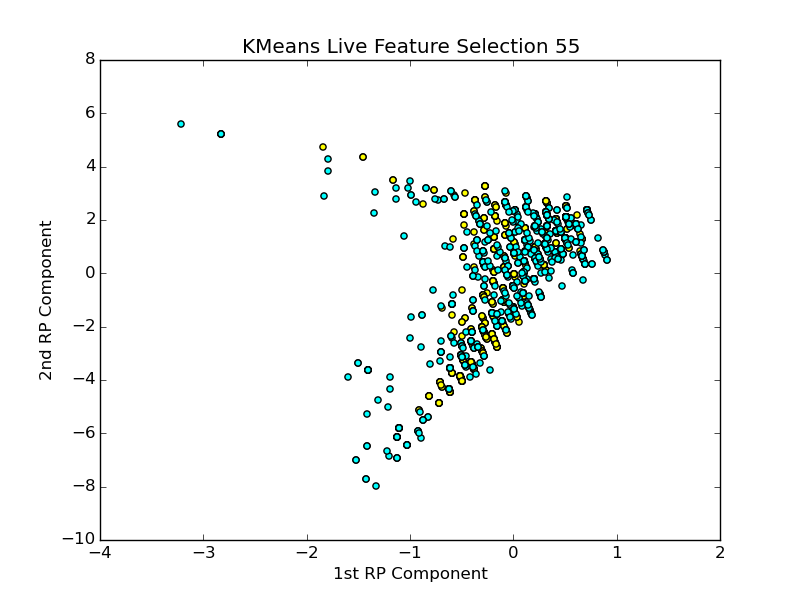 KMeans Live Feature Selection 55
8
6
4
2
0
−2
−4
−6
−8
−10
2nd RP Component
−4 −3 −2 −1 0 1 2
1st RP Component